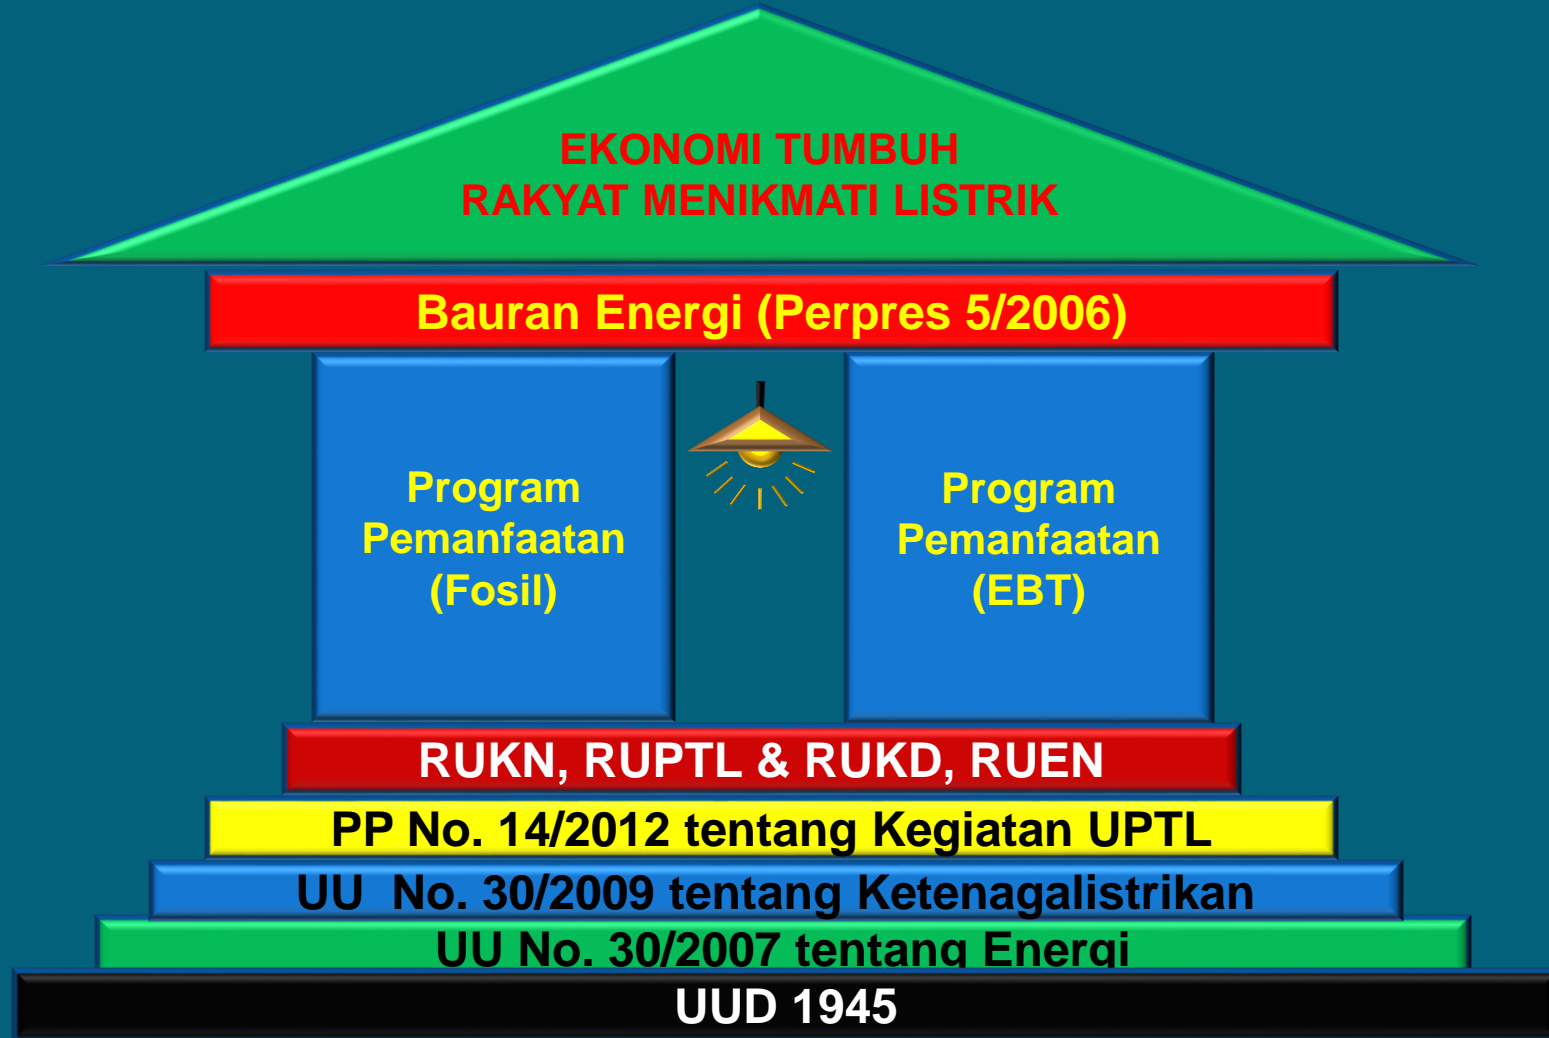 EKONOMI TUMBUH
RAKYAT MENIKMATI LISTRIK
Bauran Energi (Perpres 5/2006)
Program
Pemanfaatan
(Fosil)
Program
Pemanfaatan
(EBT)
RUKN, RUPTL & RUKD, RUEN
PP No. 14/2012 tentang Kegiatan UPTL
UU No. 30/2009 tentang Ketenagalistrikan
UU No. 30/2007 tentang Energi
UUD 1945